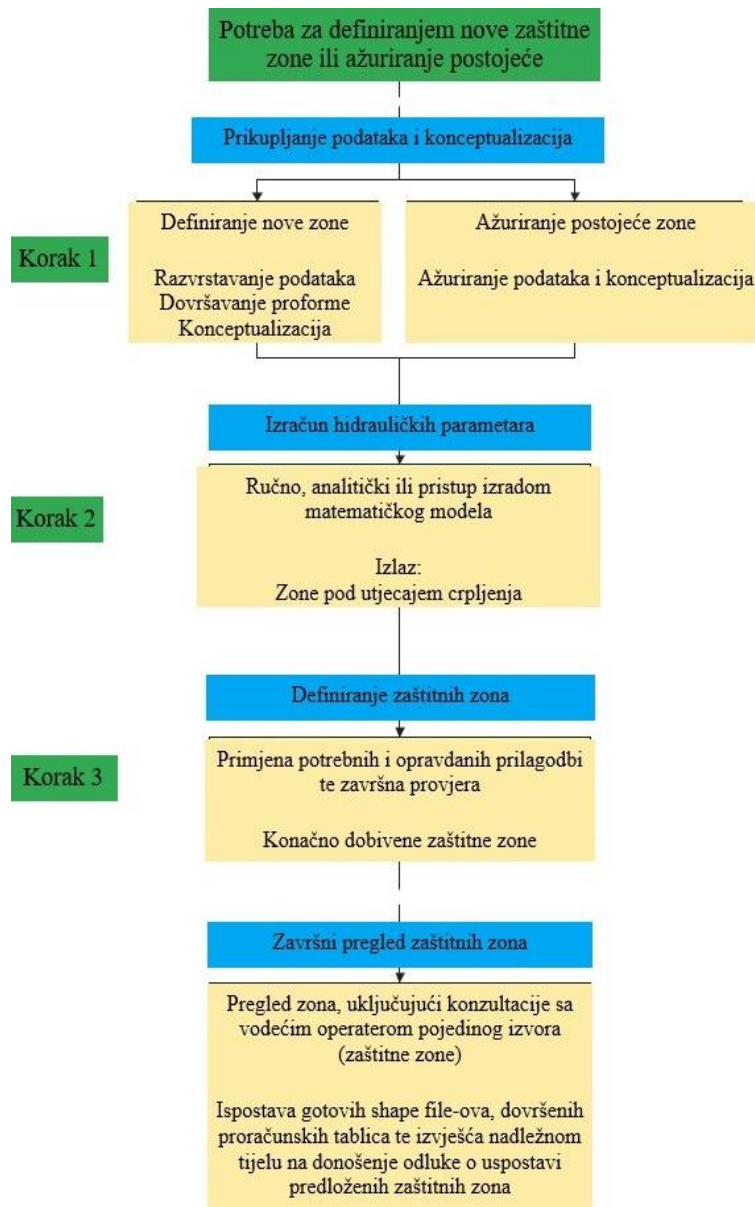 Potreba za definiranjem nove zaštitne
zone ili ažuriranje postojeće
Prikupljanje podataka i konceptualizacija
Korak 1
Definiranje nove zone
Razvrstavanje podataka
Dovršavanje proforme
Konceptualizacija
Ažuriranje postojeće zone
Ažuriranje podataka i konceptualizacija
Izračun hidrauličkih parametara
Korak 2
Ručno, analitički ili pristup izradom
matematičkog modela
Izlaz:
Zone pod utjecajem crpljenja
Definiranje zaštitnih zona
Korak 3
Primjena potrebnih i opravdanih prilagodbi
te završna provjera
Konačno dobivene zaštitne zone
Završni pregled zaštitnih zona
Pregled zona, uključujući konzultacije sa
vodećim operaterom pojedinog izvora
(zaštitne zone)
Ispostava gotovih shape file-ova, dovršenih
proračunskih tablica te izvješća nadležnom
tijelu na donošenje odluke o uspostavi
predloženih zaštitnih zona